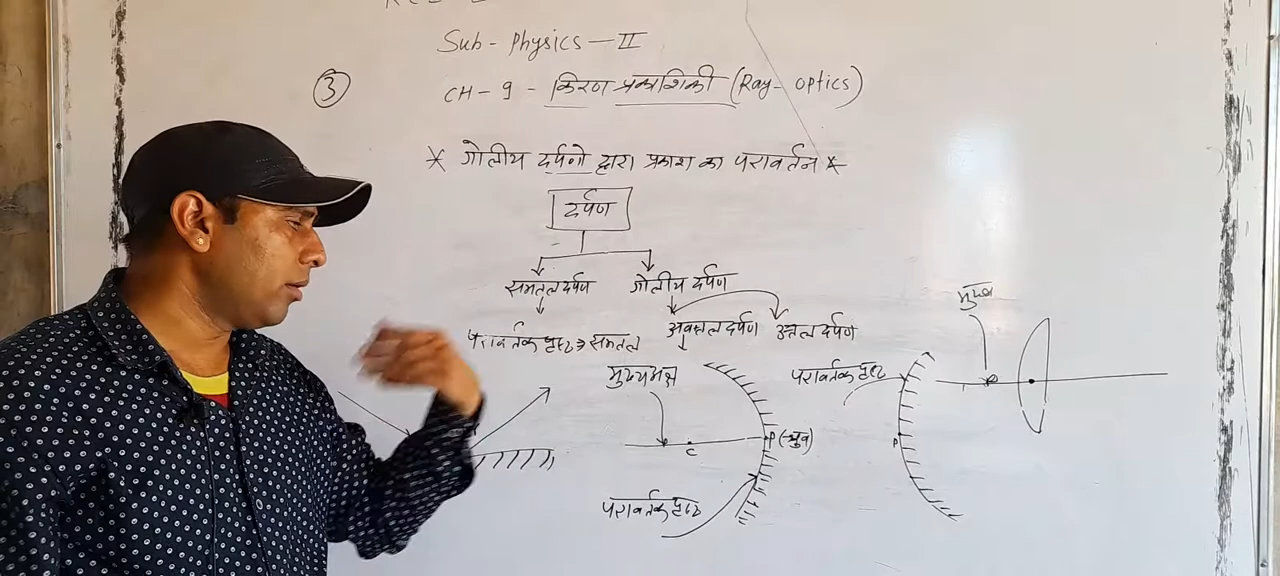 Sub- Physics-II
③
CH-9 - किरण प्रकाशिकी (Ray- Optics)
* गोलीय दर्पणो द्वारा प्रकाश का परावर्तन *
दर्पण
समतल दर्पण गोलीय दर्पण
परावर्तक पृष्ठ → समतल
अवतल दर्पण उत्तल दर्पण
मुख्य
मुख्यअक्ष
परावर्तक पृष्ठ
C
P (ध्रुव)
P
परावर्तक पृष्ठ